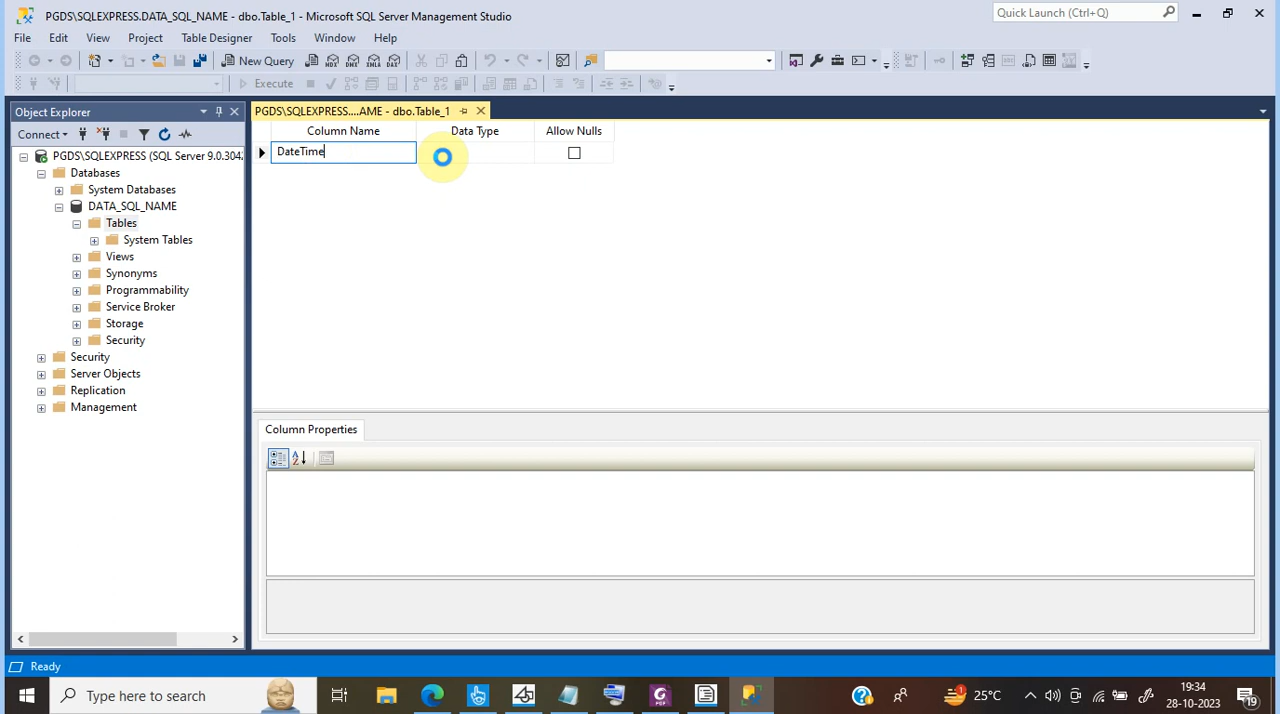 PGDS\SQLEXPRESS.DATA_SQL_NAME - dbo.Table_1 - Microsoft SQL Server Management Studio
Quick Launch (Ctrl+Q)
File Edit View Project Table Designer Tools Window Help
New Query
Execute
Object Explorer
PGDS\SQLEXPRESS....AME - dbo.Table_1
Connect
PGDS\SQLEXPRESS (SQL Server 9.0.304
Databases
System Databases
DATA_SQL_NAME
Tables
System Tables
Views
Synonyms
Programmability
Service Broker
Storage
Security
Security
Server Objects
Replication
Management
Column Name Data Type Allow Nulls
DateTime
Column Properties
Ready
Type here to search
25°C
19:34
28-10-2023
19